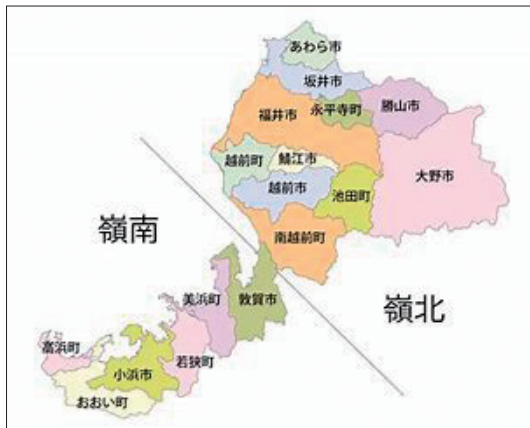 あわら市
坂井市
福井市
永平寺町
勝山市
越前町
鯖江市
大野市
越前市
池田町
南越前町
嶺南
嶺北
美浜町
敦賀市
高浜町
若狭町
小浜市
おおい町